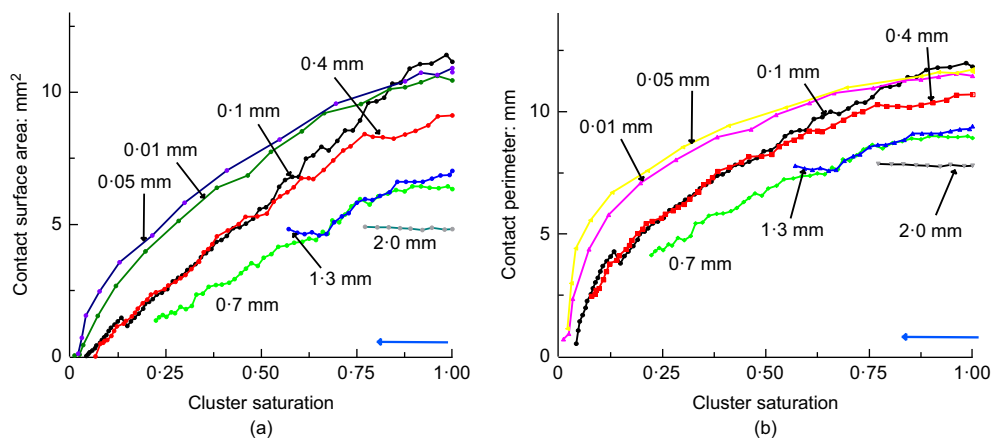 Contact surface area: mm²
10
5
0
0
0·25
0·50
0·75
1·00
0·4 mm
0·1 mm
0·01 mm
0·05 mm
2·0 mm
1·3 mm
0·7 mm
Cluster saturation
(a)
Contact perimeter: mm
10
5
0
0
0·25
0·50
0·75
1·00
0·4 mm
0·1 mm
0·05 mm
0·01 mm
1·3 mm
2·0 mm
0·7 mm
Cluster saturation
(b)